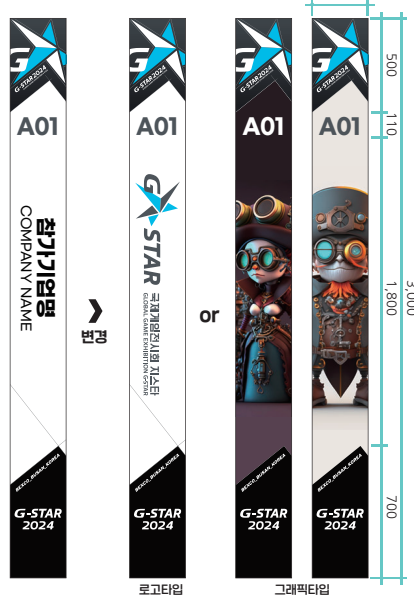 G-STAR 2024
A01
참가기업명
COMPANY NAME
BEXCO_BUSAN_KOREA
G-STAR
2024
변경
G-STAR 2024
A01
G-STAR
국제게임전시회 지스타
GLOBAL GAME EXHIBITION G-STAR
BEXCO_BUSAN_KOREA
G-STAR
2024
로고타입
or
G-STAR 2024
A01
BEXCO_BUSAN_KOREA
G-STAR
2024
G-STAR 2024
A01
BEXCO_BUSAN_KOREA
G-STAR
2024
그래픽타입
500
110
1,800
700
3,000